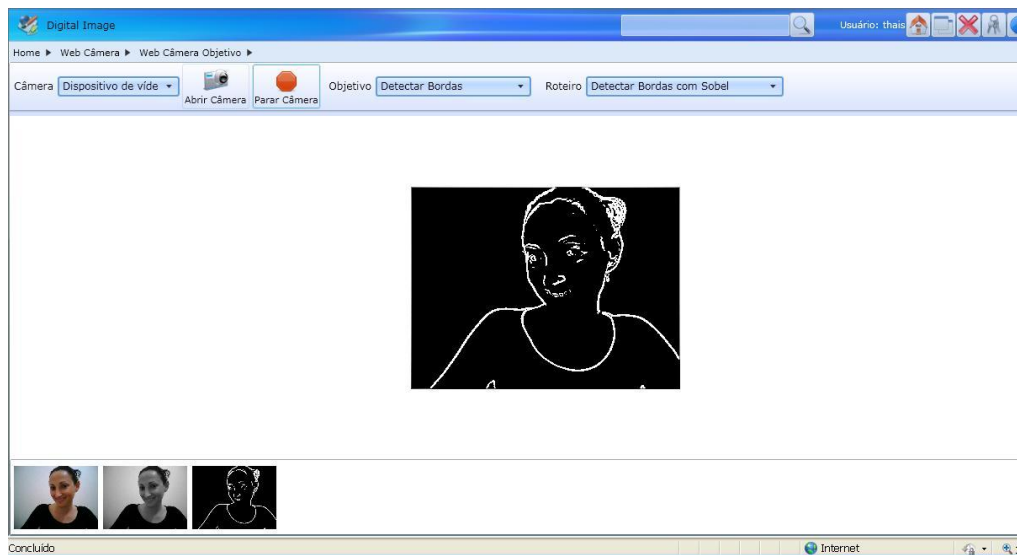 Digital Image
Usuário: thais
Home ▶ Web Câmera ▶ Web Câmera Objetivo ▶
Câmera Dispositivo de víde Abrir Câmera Parar Câmera Objetivo Detectar Bordas Roteiro Detectar Bordas com Sobel
Concluído Internet